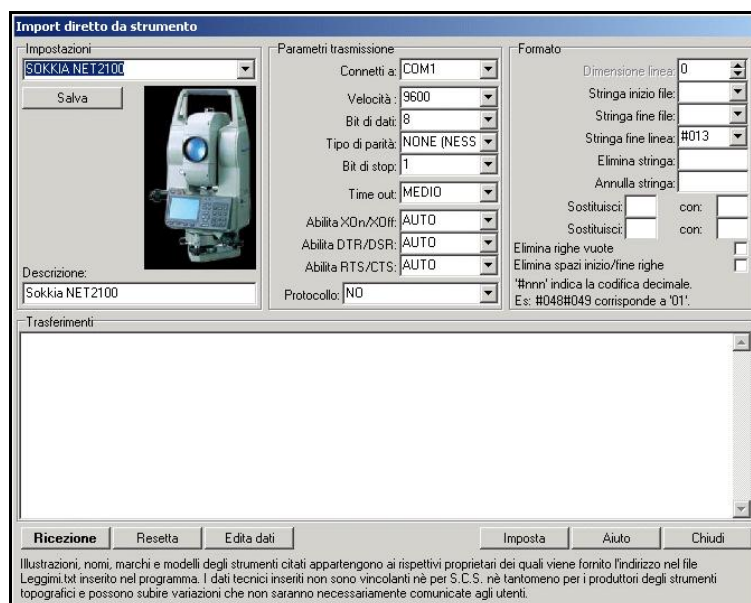 Import diretto da strumento
Impostazioni
SOKKIA NET2100
Salva
Descrizione:
Sokkia NET2100
Parametri trasmissione
Connetti a: COM1
Velocità : 9600
Bit di dati: 8
Tipo di parità: NONE (NESS
Bit di stop: 1
Time out: MEDIO
Abilita XOn/XOff: AUTO
Abilita DTR/DSR: AUTO
Abilita RTS/CTS: AUTO
Protocollo: NO
Formato
Dimensione linea: 0
Stringa inizio file:
Stringa fine file:
Stringa fine linea: #013
Elimina stringa:
Annulla stringa:
Sostituisci: con:
Sostituisci: con:
Elimina righe vuote
Elimina spazi inizio/fine righe
'#nnn' indica la codifica decimale.
Es: #048#049 corrisponde a '01'.
Trasferimenti
Ricezione Resetta Edita dati Imposta Aiuto Chiudi
Illustrazioni, nomi, marchi e modelli degli strumenti citati appartengono ai rispettivi proprietari dei quali viene fornito l'indirizzo nel file
Leggimi.txt inserito nel programma. I dati tecnici inseriti non sono vincolanti nè per S.C.S. nè tantomeno per i produttori degli strumenti
topografici e possono subire variazioni che non saranno necessariamente comunicate agli utenti.